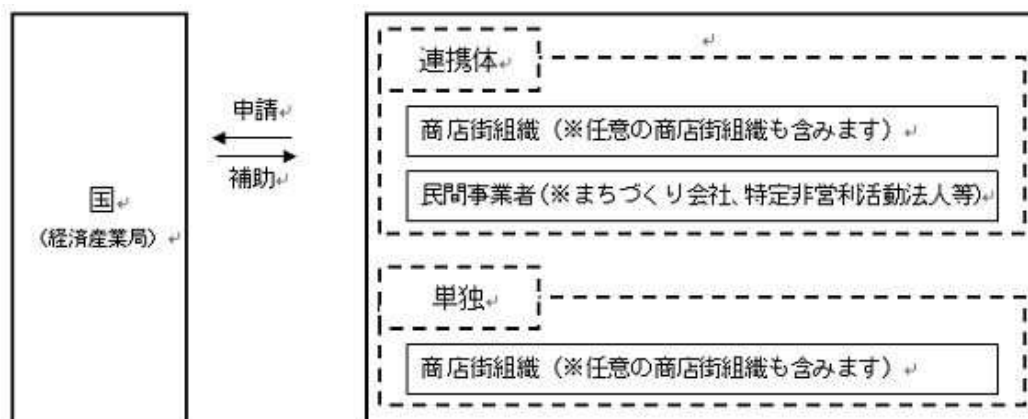 国
（経済産業局）
申請
補助
連携体
商店街組織（※任意の商店街組織も含みます）
民間事業者(※まちづくり会社、特定非営利活動法人等)
単独
商店街組織（※任意の商店街組織も含みます）